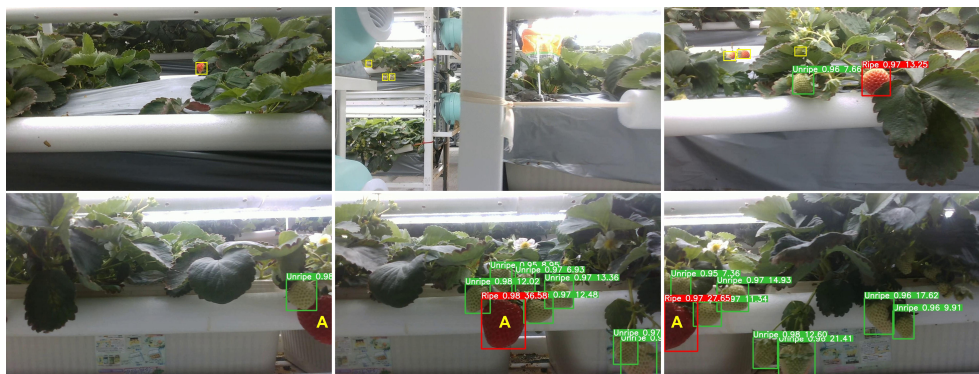 Unripe 0.96 7.66
Ripe 0.97 13.25
Unripe 0.98
A
Unripe 0.95 8.95
Unripe 0.97 6.93
Unripe 0.98 12.02
Unripe 0.97 13.36
Ripe 0.98 36.58
0.97 12.48
Unripe 0.97
Unripe 0.9
A
Unripe 0.95 7.36
Unripe 0.97 14.93
Ripe 0.97 27.65
0.97 11.34
A
Unripe 0.96 17.62
Unripe 0.96 9.91
Unripe 0.98 12.60
Unripe 0.96 21.41